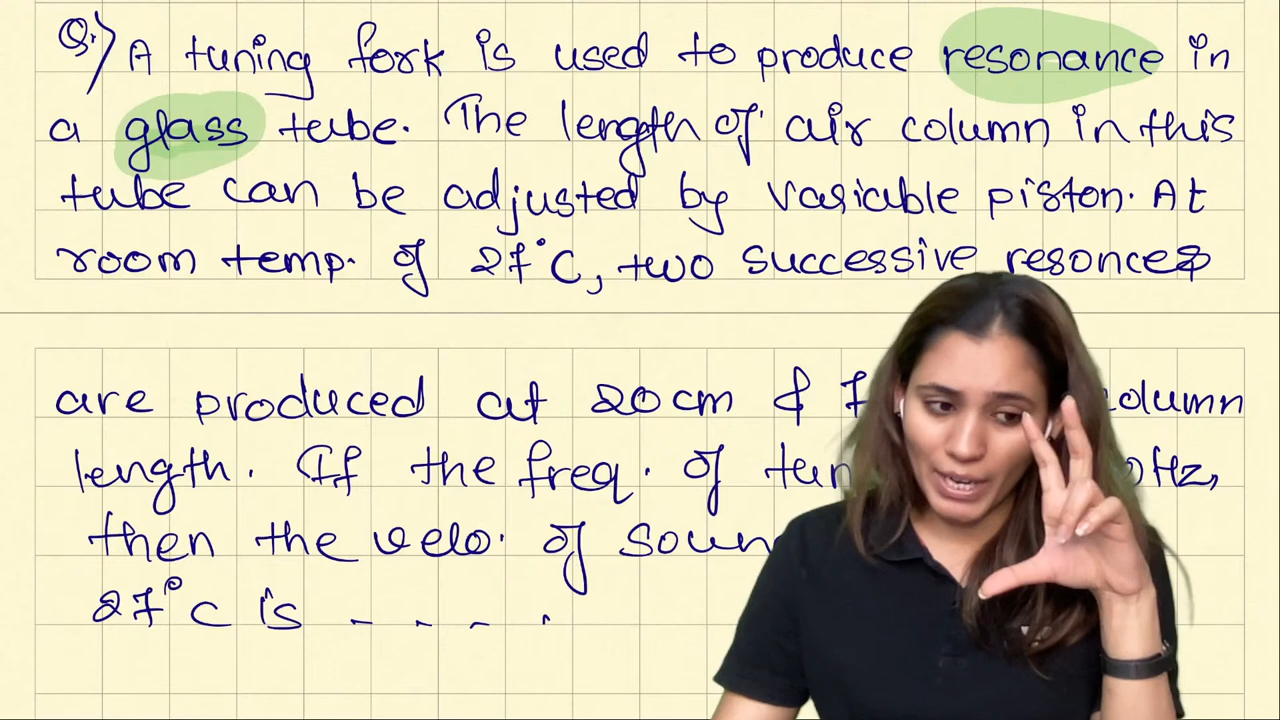 Q.) A tuning fork is used to produce resonance in
a glass tube. The length of air column in this
tube can be adjusted by variable piston. At
room temp. of 27°C, two successive resonces
are produced at 20 cm &
length. If the freq. of
then the velo. of
27°C is - - - .